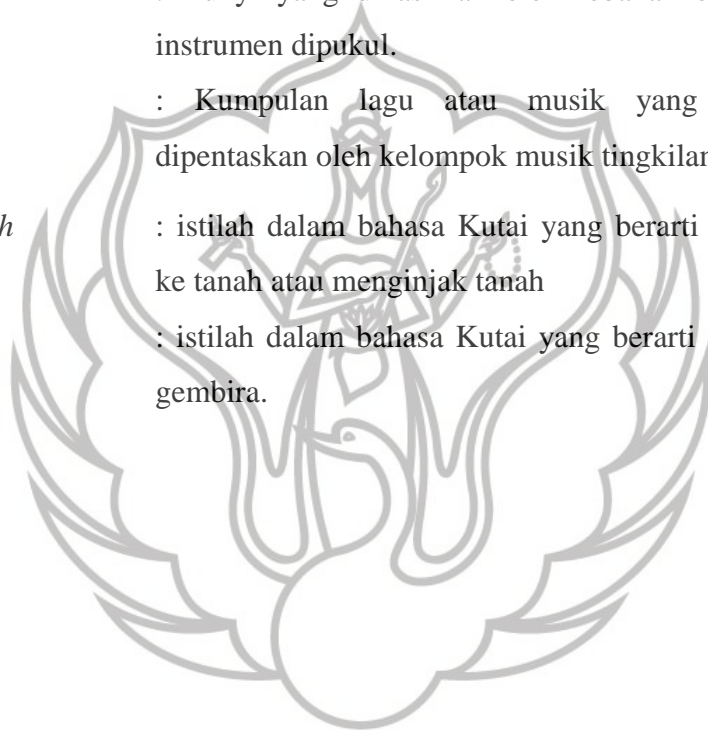 instrumen dipukul.
: Kumpulan lagu atau musik yang
dipentaskan oleh kelompok musik tingkilan
h : istilah dalam bahasa Kutai yang berarti
ke tanah atau menginjak tanah
: istilah dalam bahasa Kutai yang berarti
gembira.